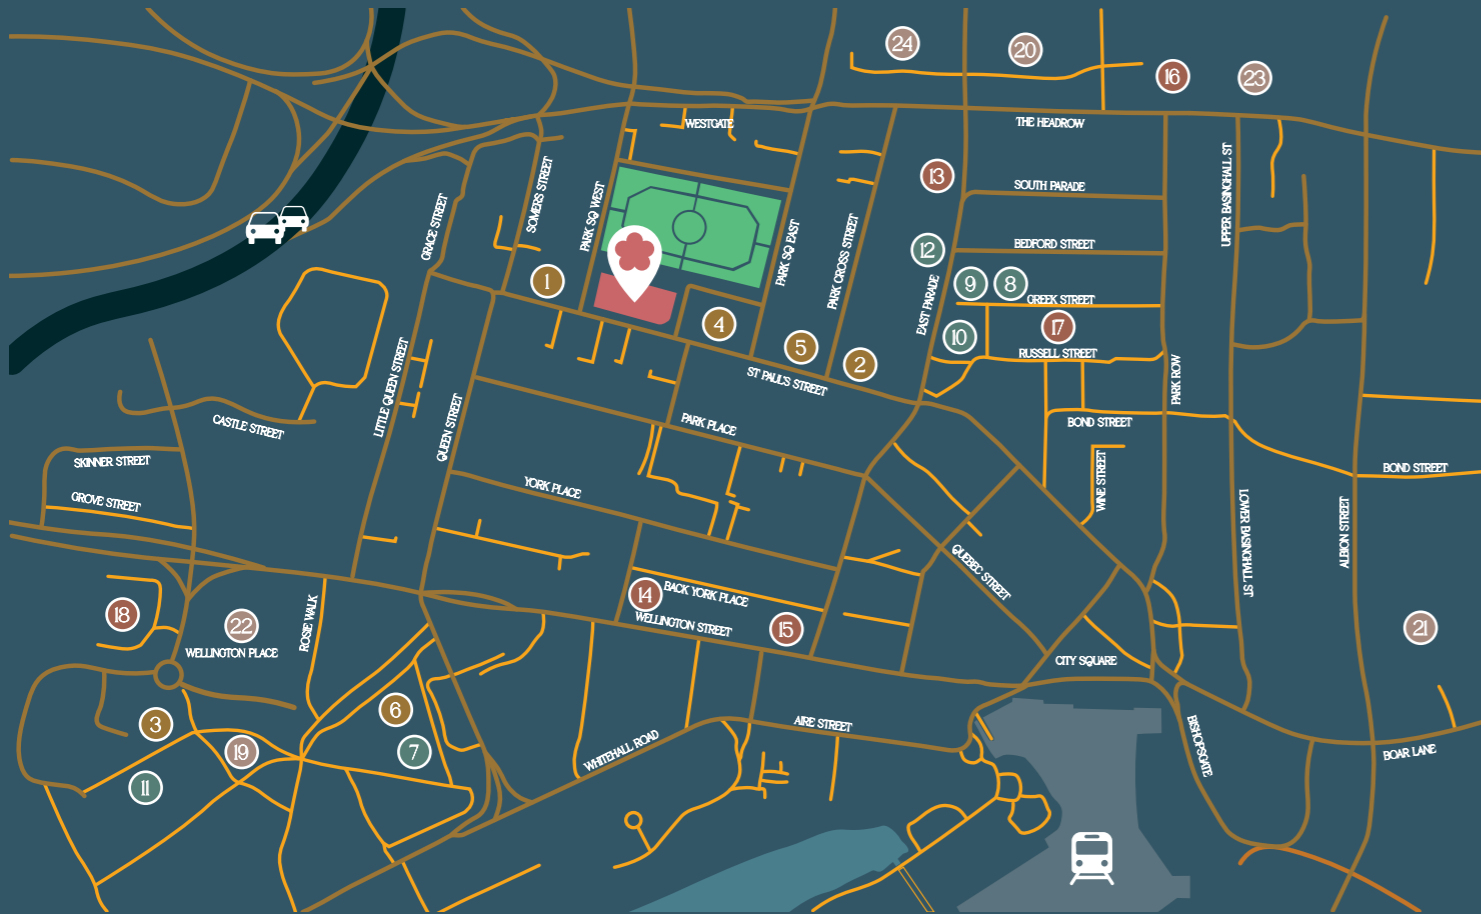 24
20
16
23
WESTGATE
THE HEADROW
13
SOUTH PARADE
UPPER BASINGHALL ST
SOMERS STREET
GRACE STREET
PARK SQ WEST
PARK SQ EAST
PARK CROSS STREET
12
BEDFORD STREET
1
9
8
GREEK STREET
EAST PARADE
4
5
2
10
17
RUSSELL STREET
ST PAUL'S STREET
LITTLE QUEEN STREET
QUEEN STREET
PARK ROW
CASTLE STREET
PARK PLACE
BOND STREET
SKINNER STREET
BOND STREET
WINE STREET
GROVE STREET
YORK PLACE
LOWER BASINGHALL ST
ALBION STREET
QUEBEC STREET
18
22
WELLINGTON PLACE
ROSIE WALK
14
BACK YORK PLACE
WELLINGTON STREET
15
21
CITY SQUARE
3
6
19
7
11
WHITEHALL ROAD
AIRE STREET
BISHOPSGATE
BOAR LANE